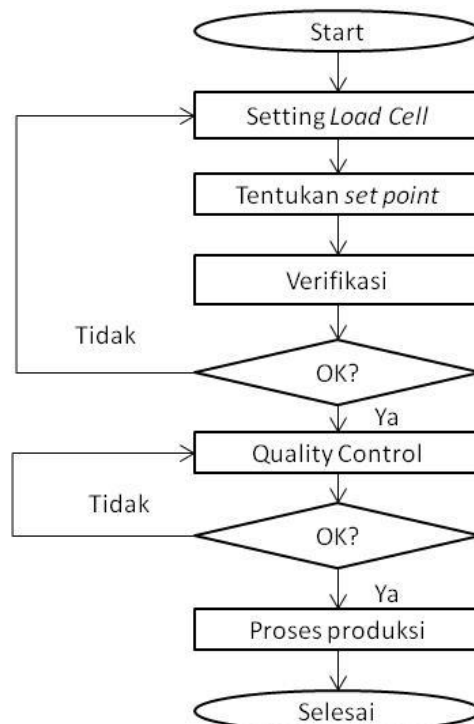 Start
Setting Load Cell
Tentukan set point
Verifikasi
Tidak
OK?
Ya
Quality Control
Tidak
OK?
Ya
Proses produksi
Selesai